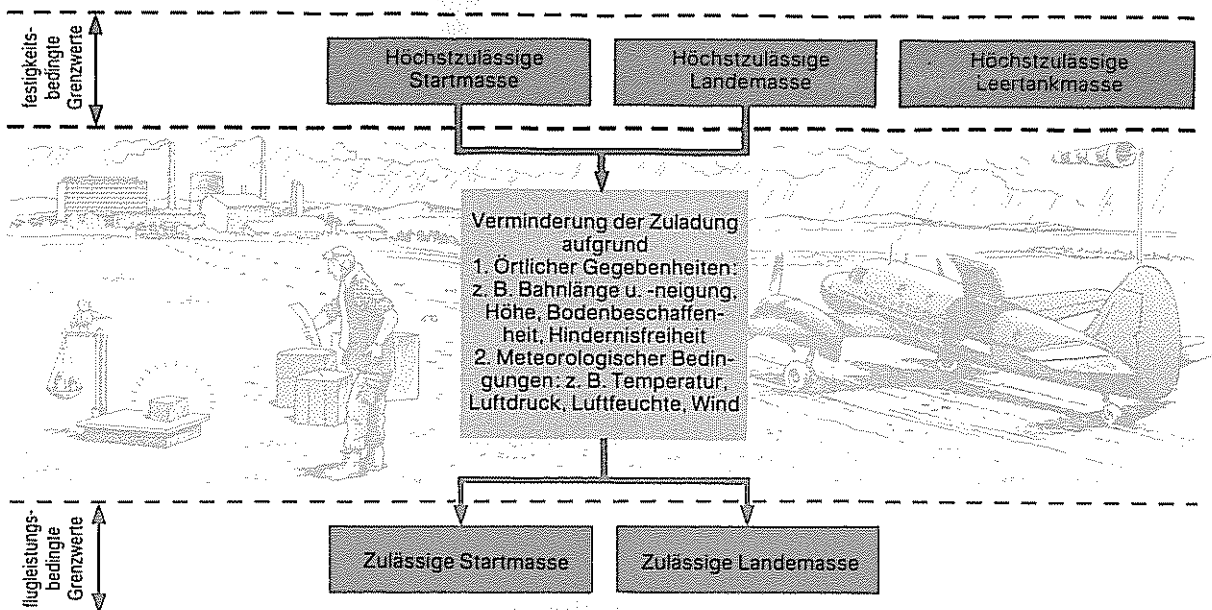 festigkeits-
bedingte
Grenzwerte
Höchstzulässige
Startmasse
Höchstzulässige
Landemasse
Höchstzulässige
Leertankmasse
Verminderung der Zuladung
aufgrund
1. Örtlicher Gegebenheiten:
z. B. Bahnlänge u. -neigung,
Höhe, Bodenbeschaffen-
heit, Hindernisfreiheit
2. Meteorologischer Bedin-
gungen: z. B. Temperatur,
Luftdruck, Luftfeuchte, Wind
flugleistungs-
bedingte
Grenzwerte
Zulässige Startmasse
Zulässige Landemasse